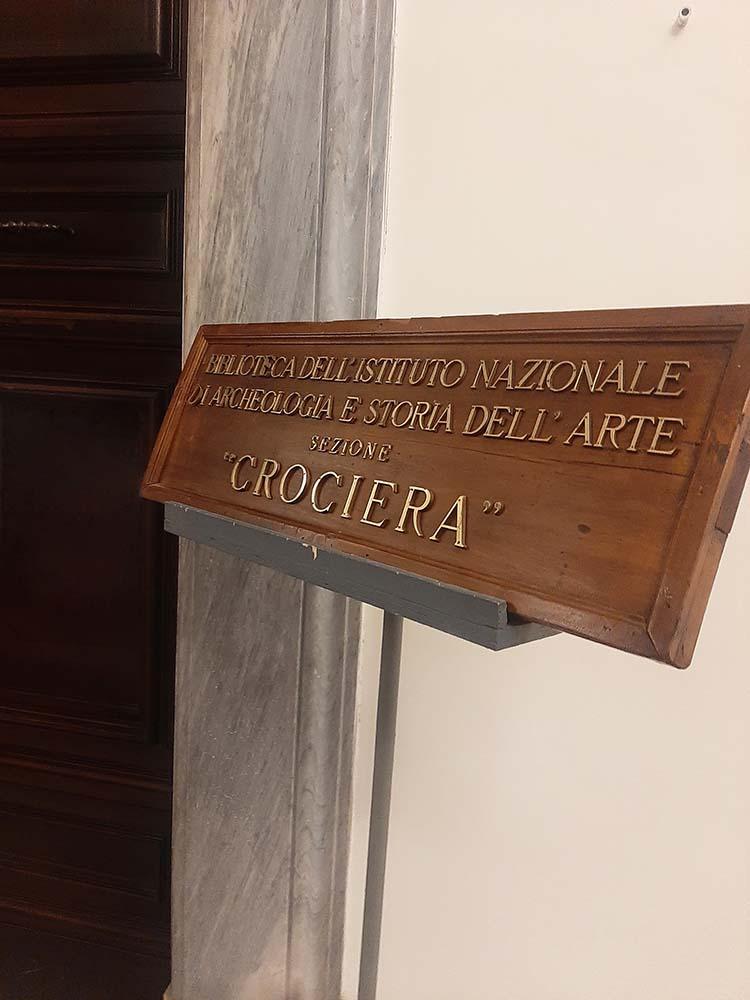 BIBLIOTECA DELL'ISTITUTO NAZIONALE
DI ARCHEOLOGIA E STORIA DELL'ARTE
SEZIONE
"CROCIERA"